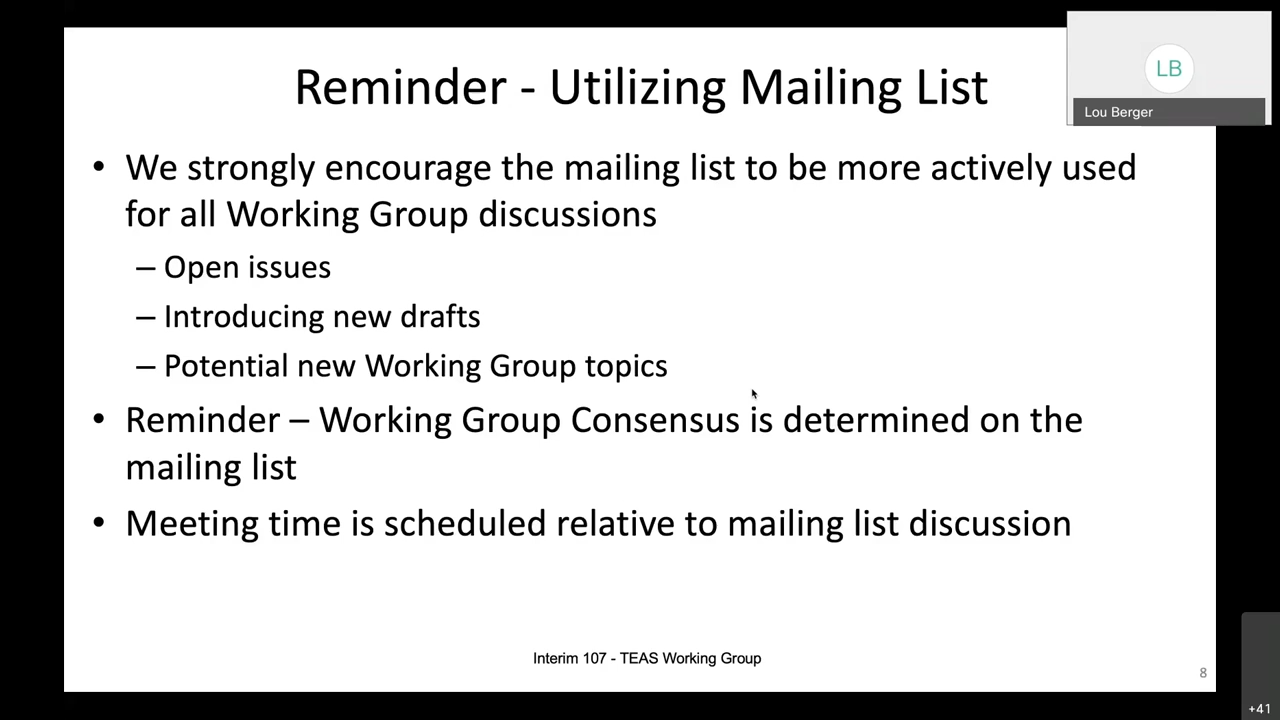 Reminder - Utilizing Mailing List
LB
Lou Berger
• We strongly encourage the mailing list to be more actively used
for all Working Group discussions
– Open issues
– Introducing new drafts
– Potential new Working Group topics
• Reminder – Working Group Consensus is determined on the
mailing list
• Meeting time is scheduled relative to mailing list discussion
Interim 107 - TEAS Working Group
8
+41